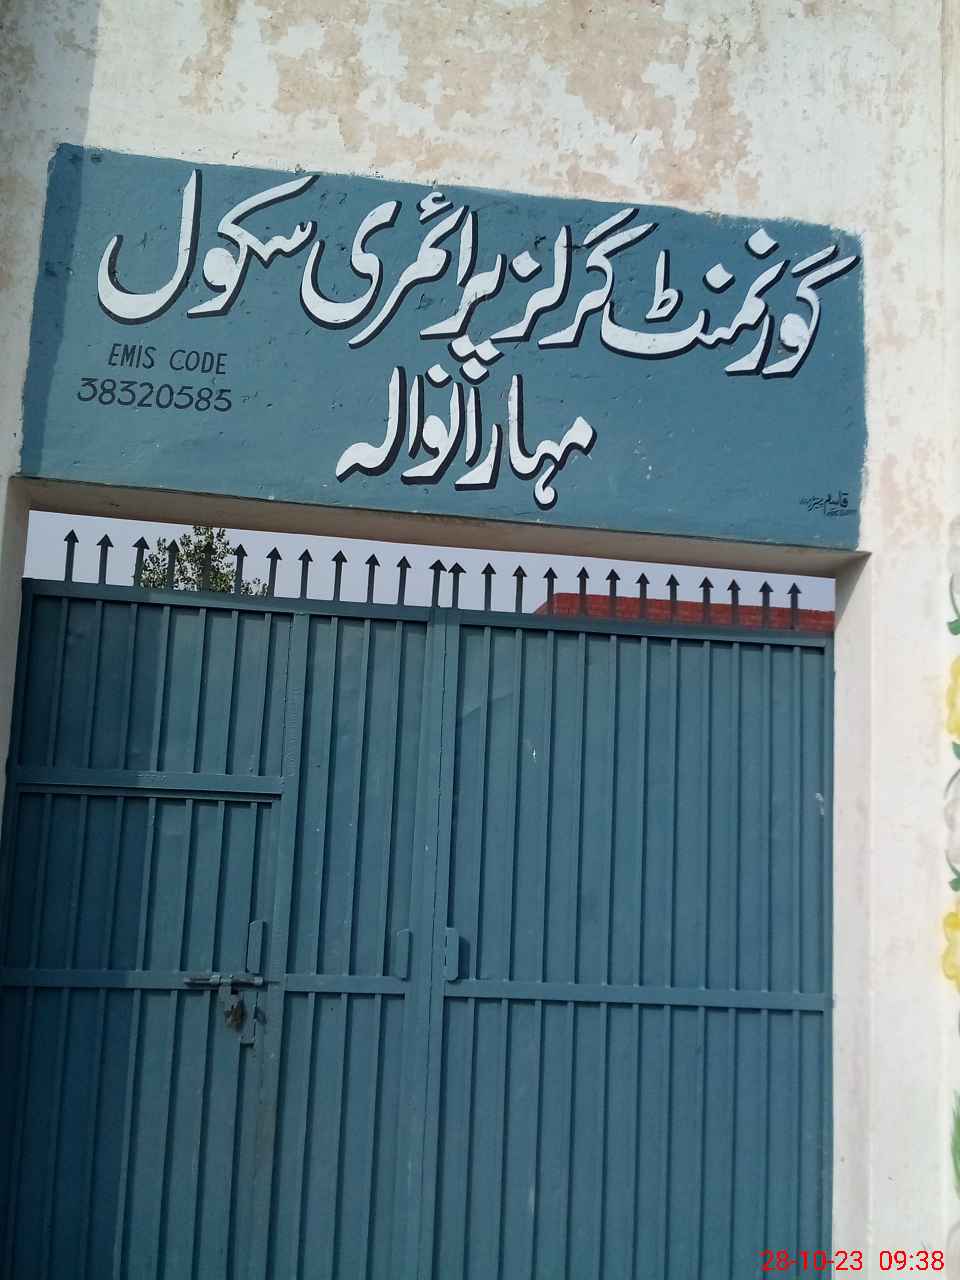 گورنمنٹ گرلز پرائمری سکول
مہارانوالہ
EMIS CODE
38320585
28-10-23 09:38